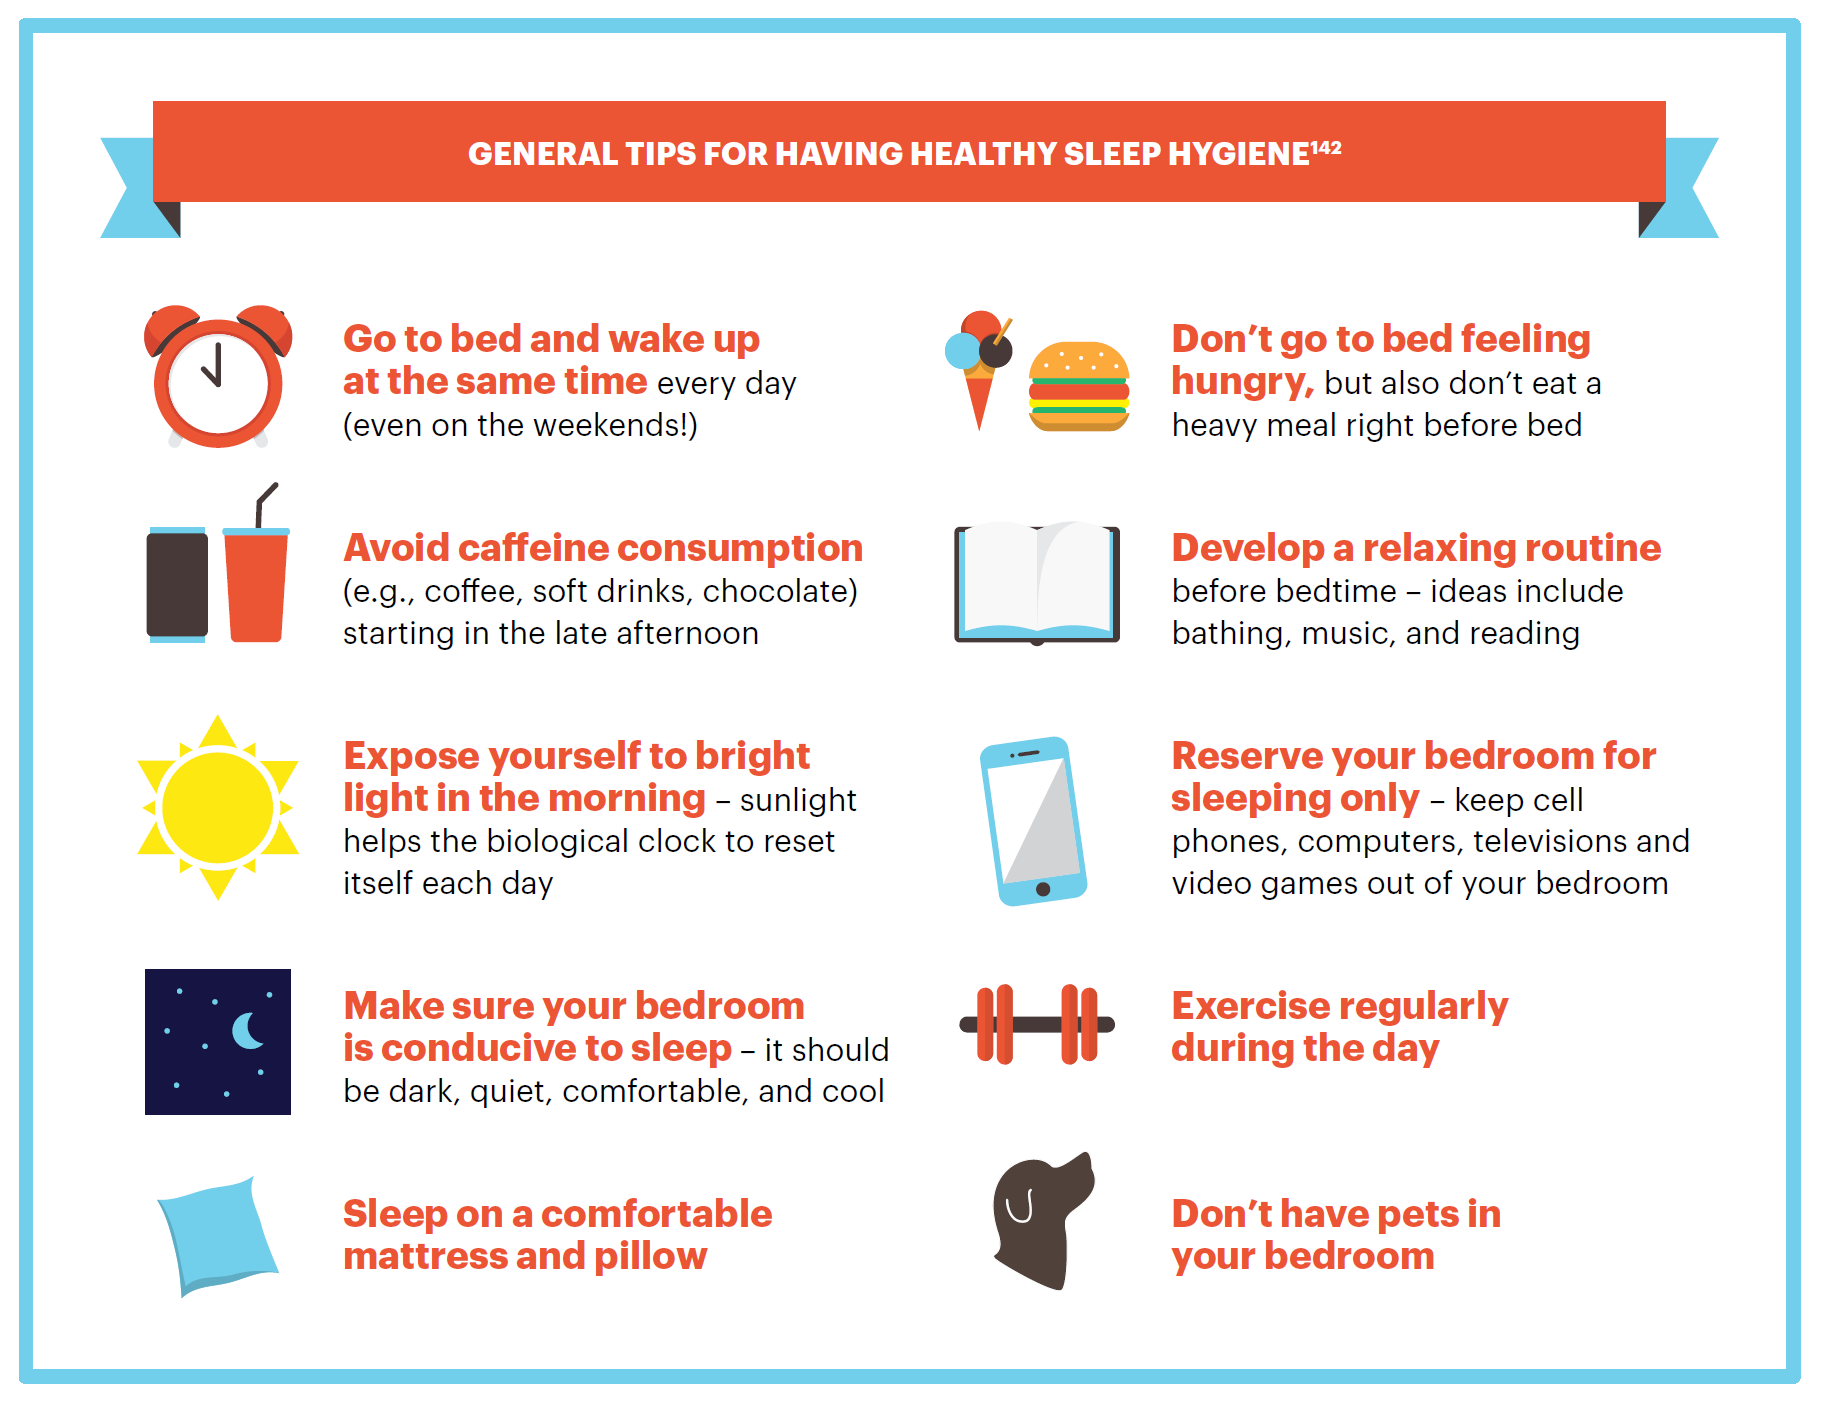 GENERAL TIPS FOR HAVING HEALTHY SLEEP HYGIENE¹⁴²
Go to bed and wake up
at the same time every day
(even on the weekends!)
Avoid caffeine consumption
(e.g., coffee, soft drinks, chocolate)
starting in the late afternoon
Expose yourself to bright
light in the morning – sunlight
helps the biological clock to reset
itself each day
Make sure your bedroom
is conducive to sleep – it should
be dark, quiet, comfortable, and cool
Sleep on a comfortable
mattress and pillow
Don't go to bed feeling
hungry, but also don't eat a
heavy meal right before bed
Develop a relaxing routine
before bedtime – ideas include
bathing, music, and reading
Reserve your bedroom for
sleeping only – keep cell
phones, computers, televisions and
video games out of your bedroom
Exercise regularly
during the day
Don't have pets in
your bedroom